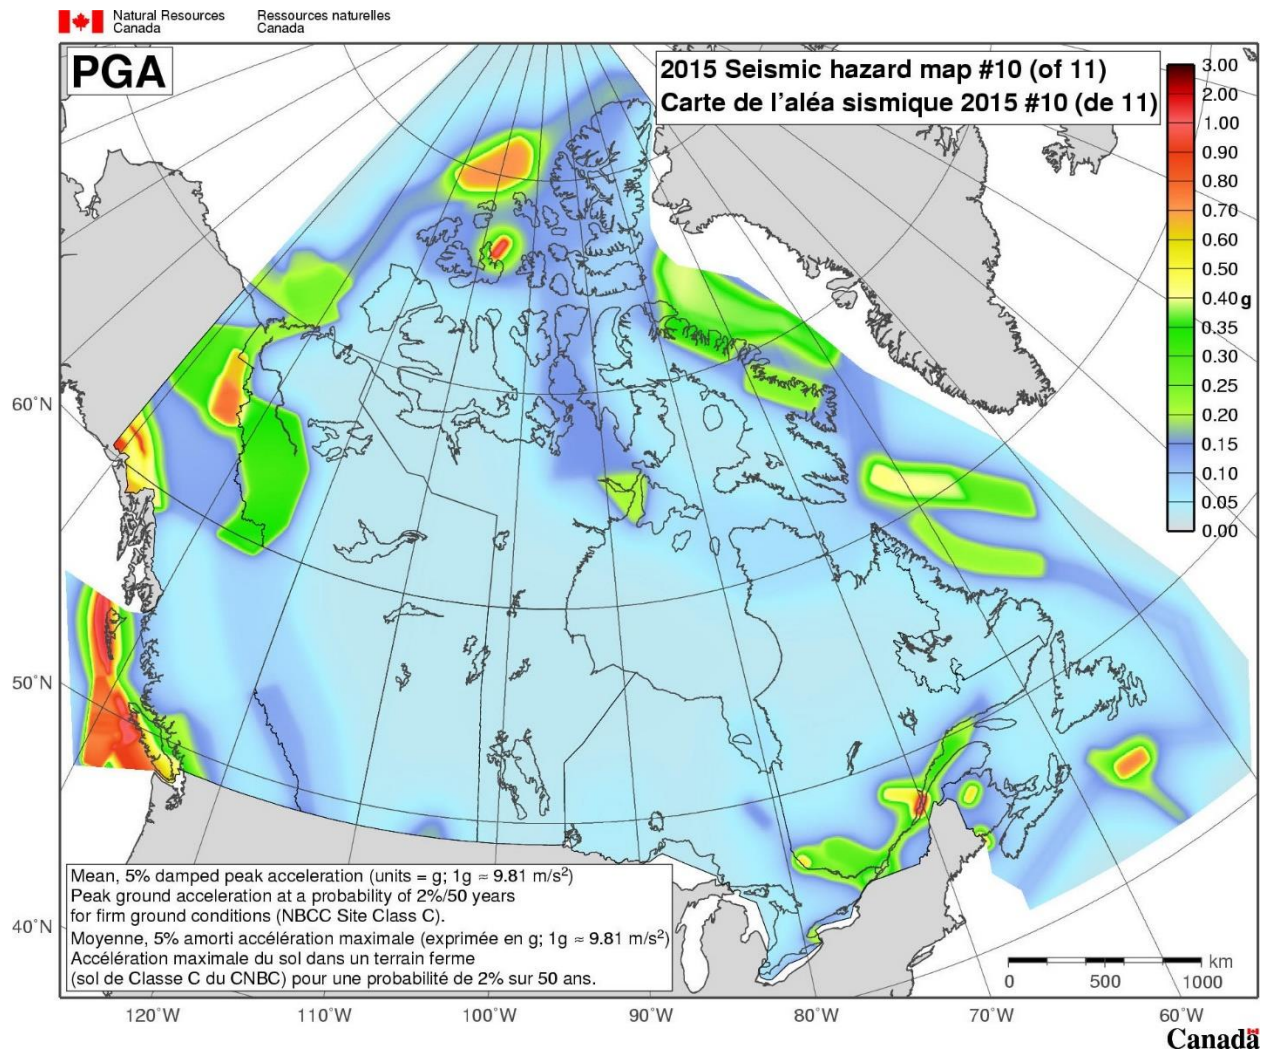 Natural Resources Canada
Ressources naturelles Canada
PGA
2015 Seismic hazard map #10 (of 11)
Carte de l'aléa sismique 2015 #10 (de 11)
3.00
2.00
1.00
0.90
0.80
0.70
0.60
0.50
0.40 g
0.35
0.30
0.25
0.20
0.15
0.10
0.05
0.00
60°N
50°N
40°N
Mean, 5% damped peak acceleration (units = g; 1g ≈ 9.81 m/s²)
Peak ground acceleration at a probability of 2%/50 years
for firm ground conditions (NBCC Site Class C).
Moyenne, 5% amorti accélération maximale (exprimée en g; 1g ≈ 9.81 m/s²)
Accélération maximale du sol dans un terrain ferme
(sol de Classe C du CNBC) pour une probabilité de 2% sur 50 ans.
km
0 500 1000
120°W 110°W 100°W 90°W 80°W 70°W 60°W
Canada